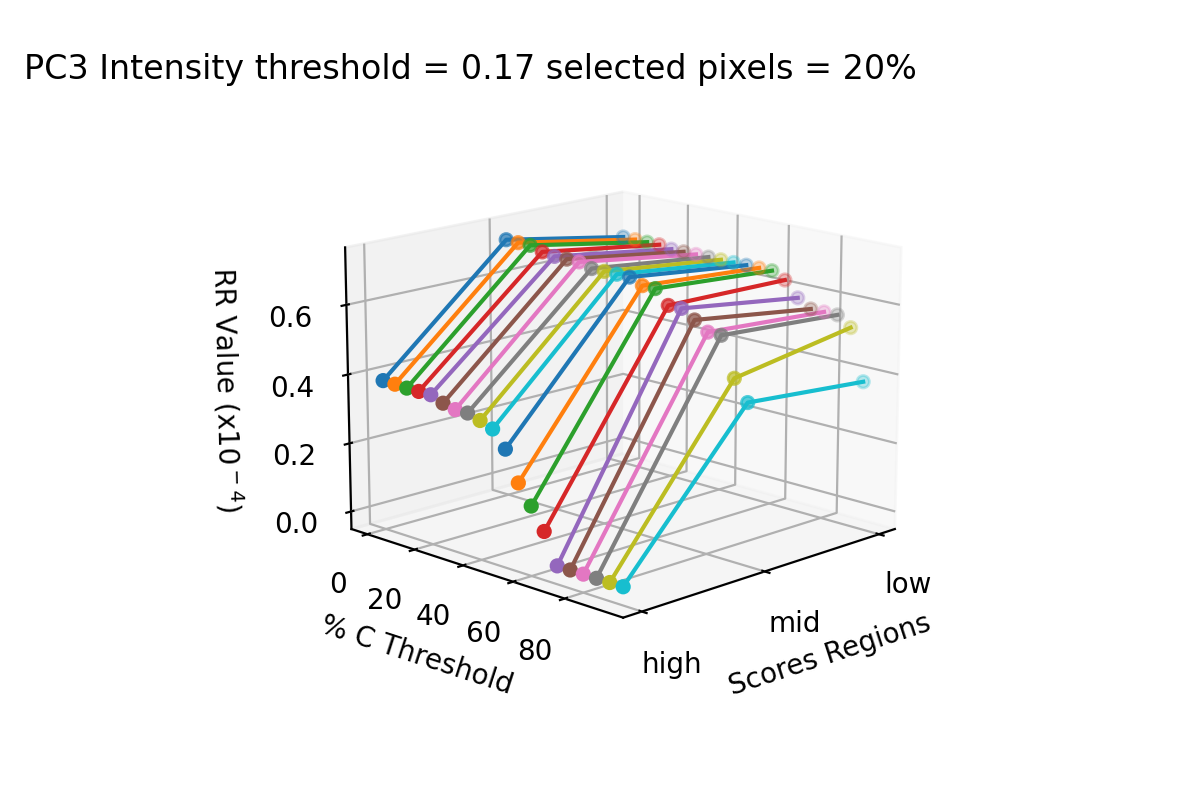 PC3 Intensity threshold = 0.17 selected pixels = 20%
RR Value (x10⁻⁴)
0.6
0.4
0.2
0.0
0
20
40
60
80
% C Threshold
low
mid
high
Scores Regions